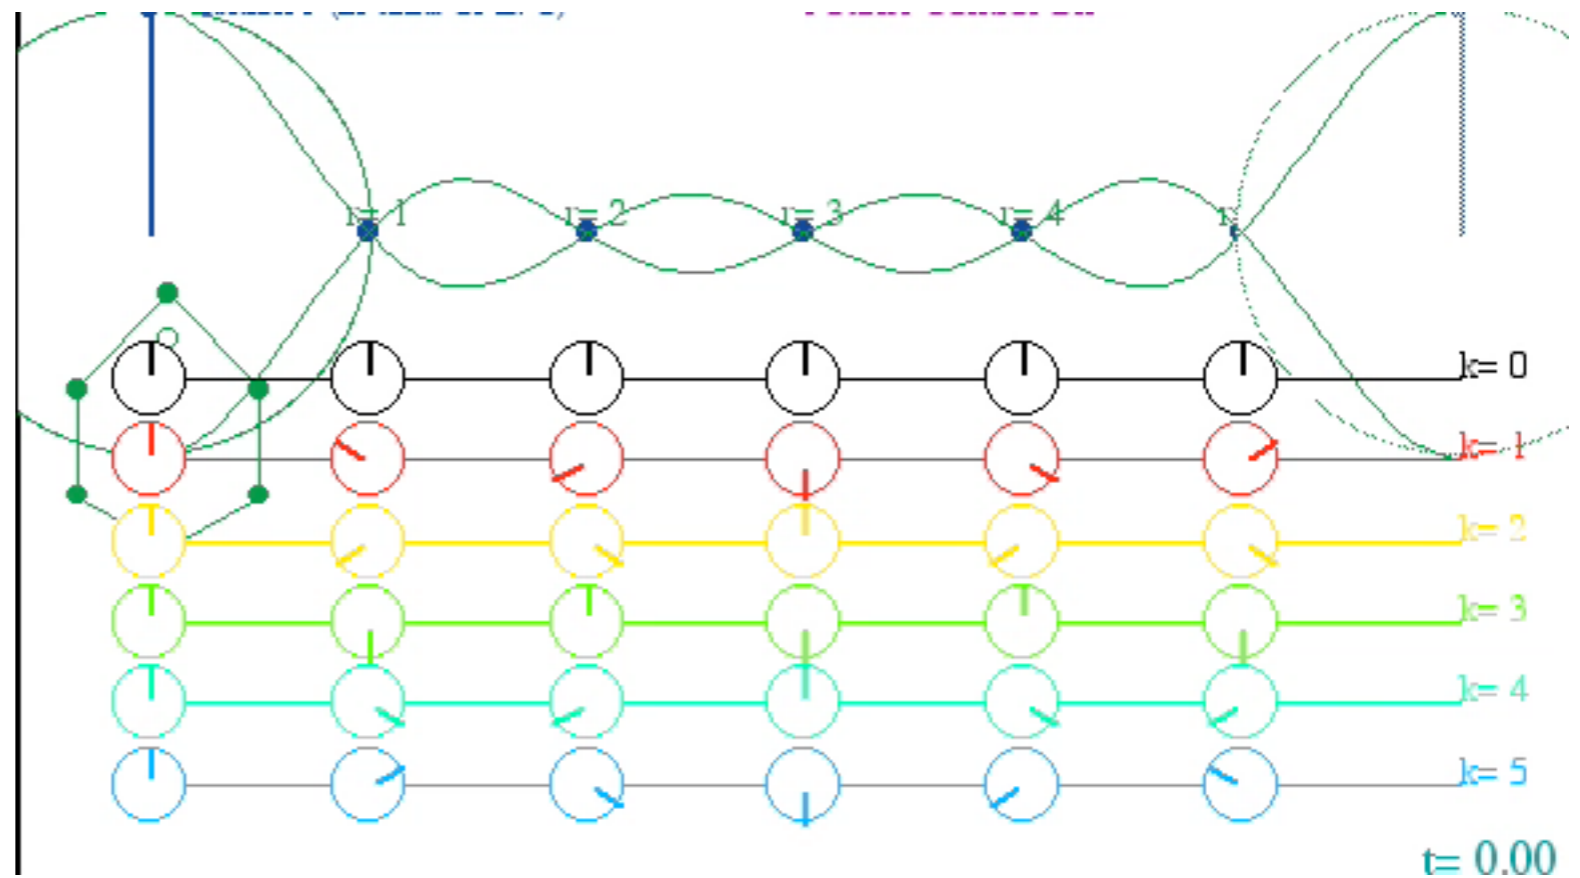 r= 1 r= 2 r= 3 r= 4 r
k= 0
k= 1
k= 2
k= 3
k= 4
k= 5
t= 0.00